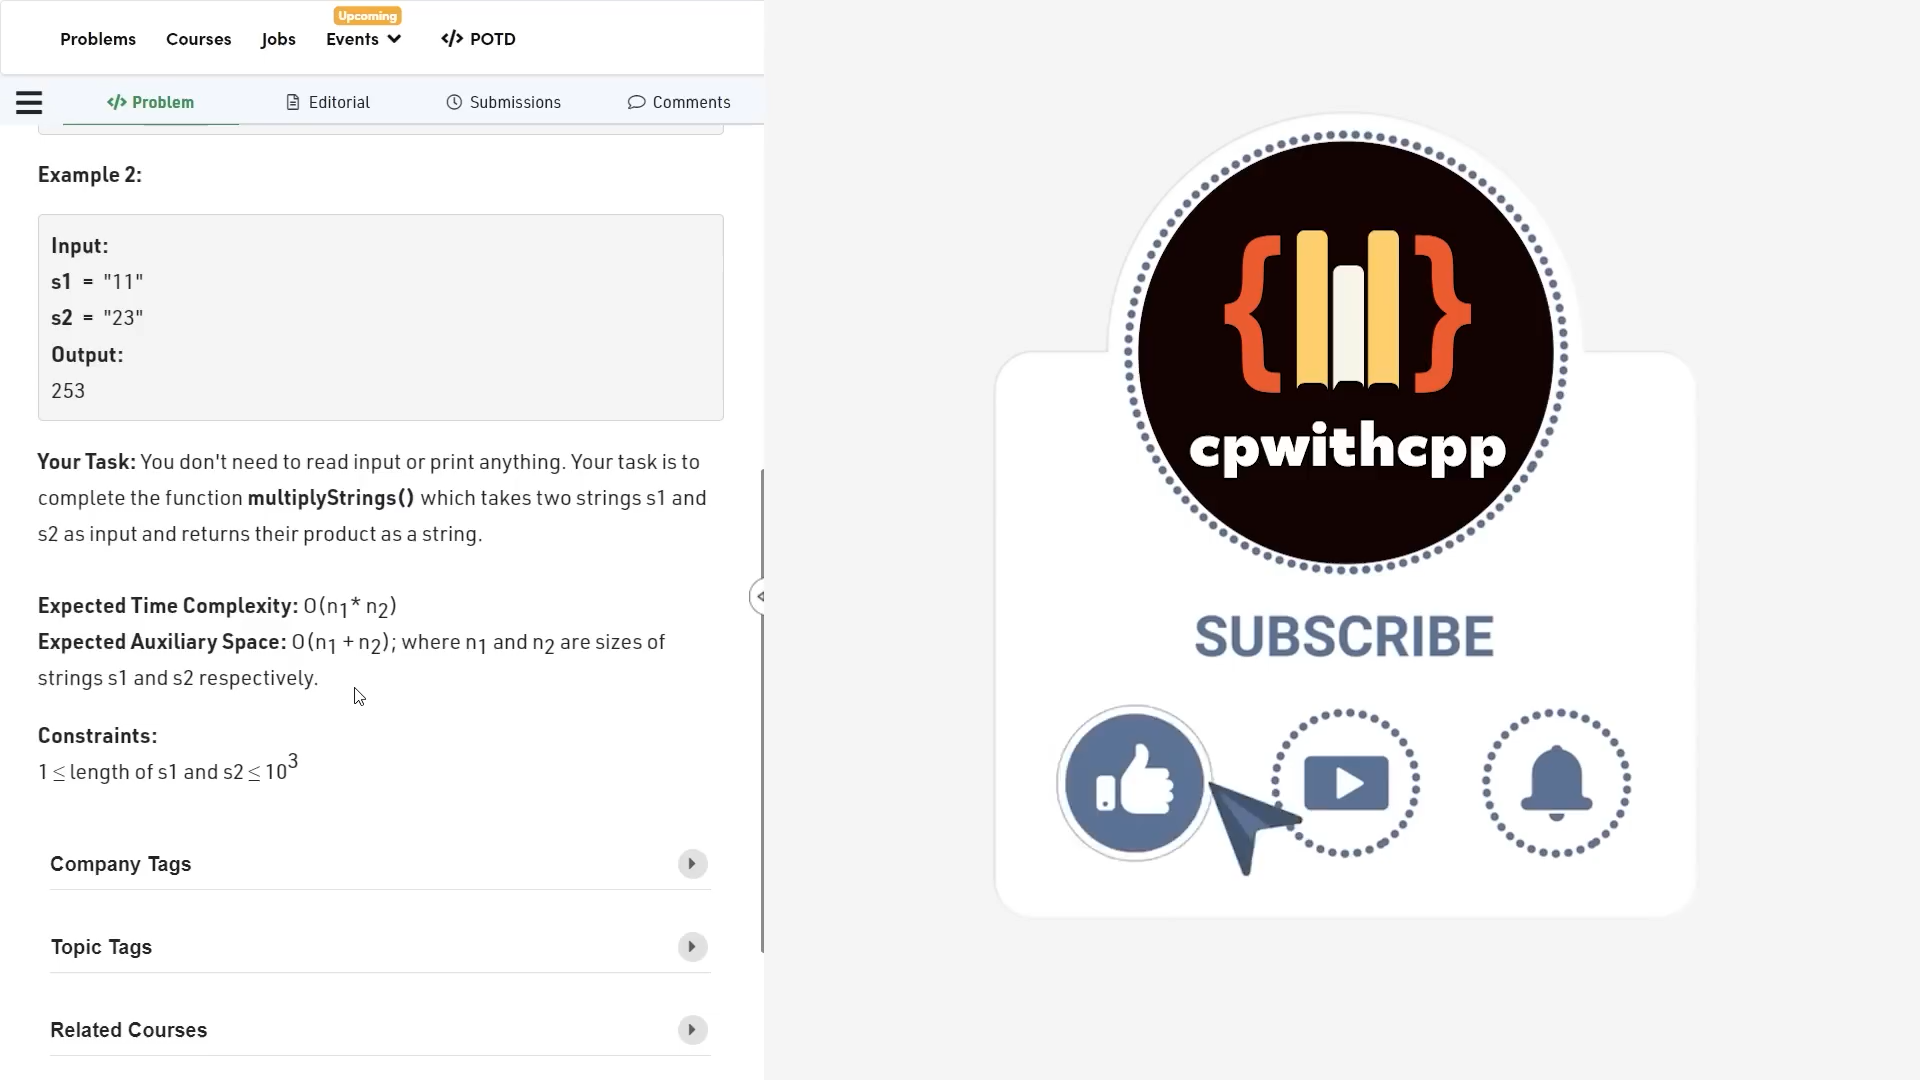 Upcoming
Problems Courses Jobs Events </> POTD
</> Problem Editorial Submissions Comments
Example 2:
Input:
s1 = "11"
s2 = "23"
Output:
253
Your Task: You don't need to read input or print anything. Your task is to
complete the function multiplyStrings() which takes two strings s1 and
s2 as input and returns their product as a string.
Expected Time Complexity: O(n1* n2)
Expected Auxiliary Space: O(n1 + n2); where n1 and n2 are sizes of
strings s1 and s2 respectively.
Constraints:
1 ≤ length of s1 and s2 ≤ 10^3
Company Tags
Topic Tags
Related Courses
cpwithcpp
SUBSCRIBE